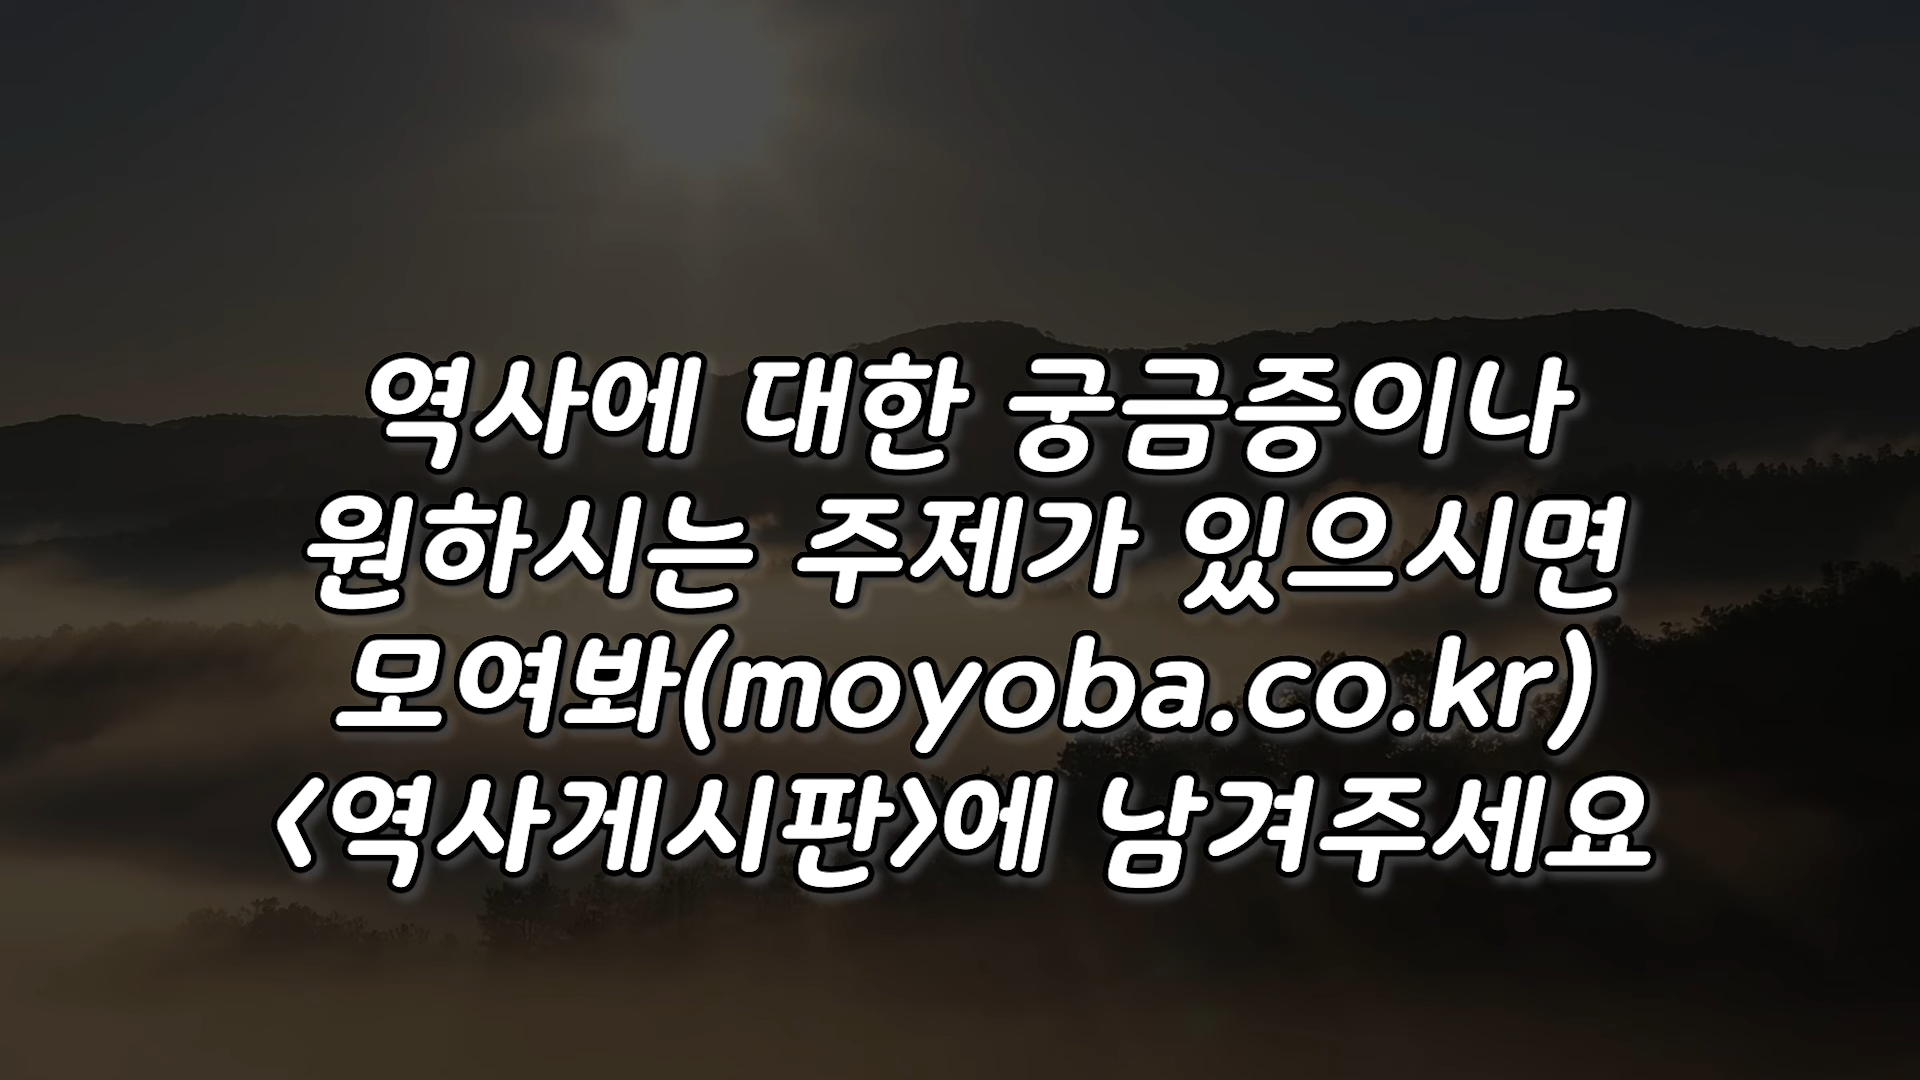 역사에 대한 궁금증이나
원하시는 주제가 있으시면
모여봐(moyoba.co.kr)
<역사게시판>에 남겨주세요